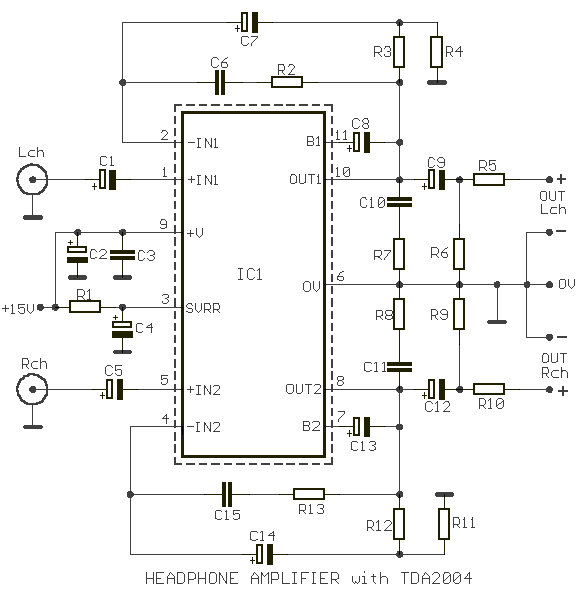 C7
R3 R4
C6 R2
2 -IN1 B1 11 C8
Lch C1 1 +IN1 OUT1 10 C9 R5 +
C10 OUT
Lch
9 +V -
C2 C3 R7 R6
IC1
0V 6 0V
+15V R1 3 SVRR R8 R9
C4 -
Rch C11 OUT
Rch
C5 5 +IN2 OUT2 8 C12 R10 +
4 -IN2 B2 7 C13
C15 R13
R12 R11
C14
HEADPHONE AMPLIFIER with TDA2004